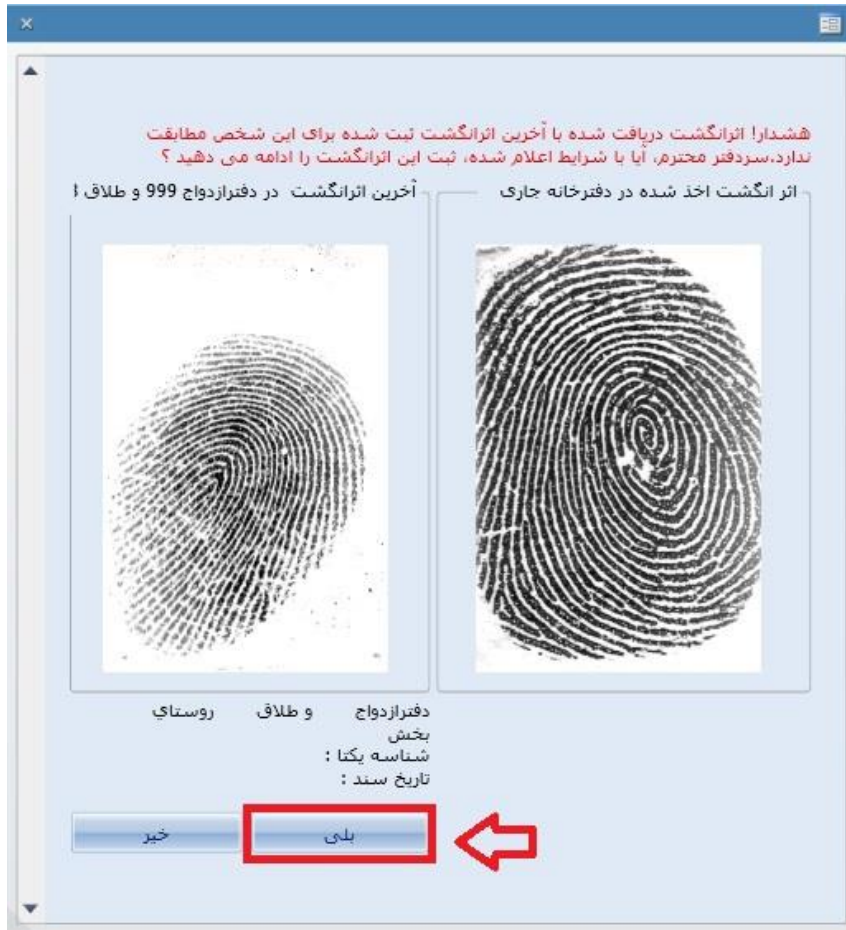 هشدار! اثرانگشت دریافت شده با آخرین اثرانگشت ثبت شده برای این شخص مطابقت
ندارد،سردفتر محترم، آیا با شرایط اعلام شده، ثبت این اثرانگشت را ادامه می دهید ؟
اثر انگشت اخذ شده در دفترخانه جاری
آخرین اثرانگشت در دفترازدواج 999 و طلاق
دفترازدواج و طلاق روستاي
بخش
شناسه یکتا :
تاریخ سند :
بلی
خیر